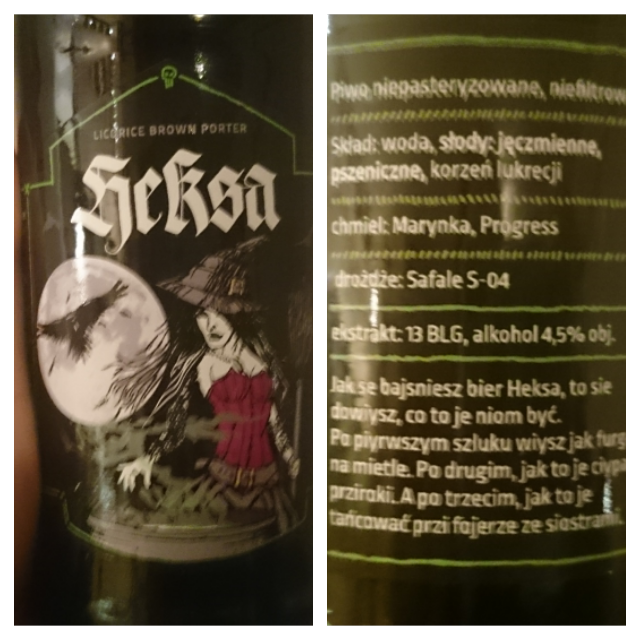 LICORICE BROWN PORTER
Heksa
Piwo niepasteryzowane, niefiltrow
Skład: woda, słody: jęczmienne,
pszeniczne, korzeń lukrecji
chmiel: Marynka, Progress
drożdże: Safale S-04
ekstrakt: 13 BLG, alkohol 4,5% obj.
Jak se bajsniesz bier Heksa, to sie
dowiysz, co to je niom być.
Po piyrwszym szluku wiysz jak furg
na mietle. Po drugim, jak to je ciypa
prziroki. A po trzecim, jak to je
tańcować przi fojerze ze siostrami.